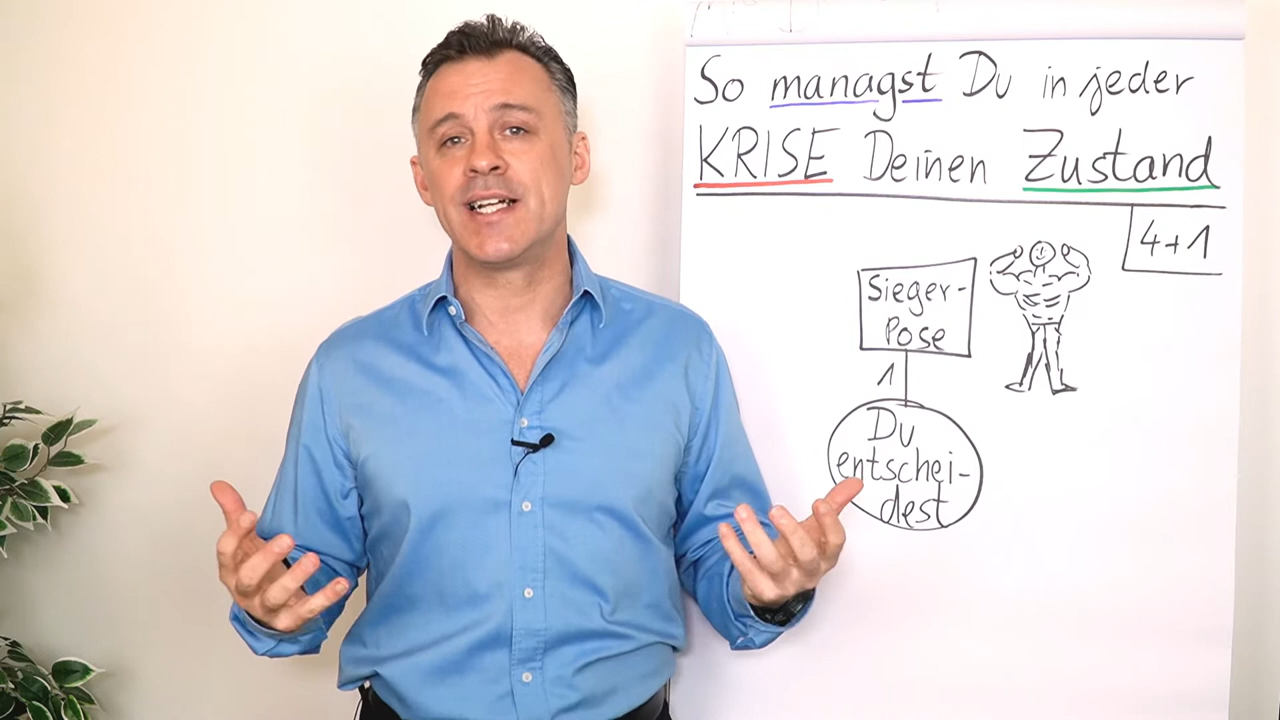 So managst Du in jeder
KRISE Deinen Zustand
4+1
Sieger-
Pose
1
Du
entschei-
dest